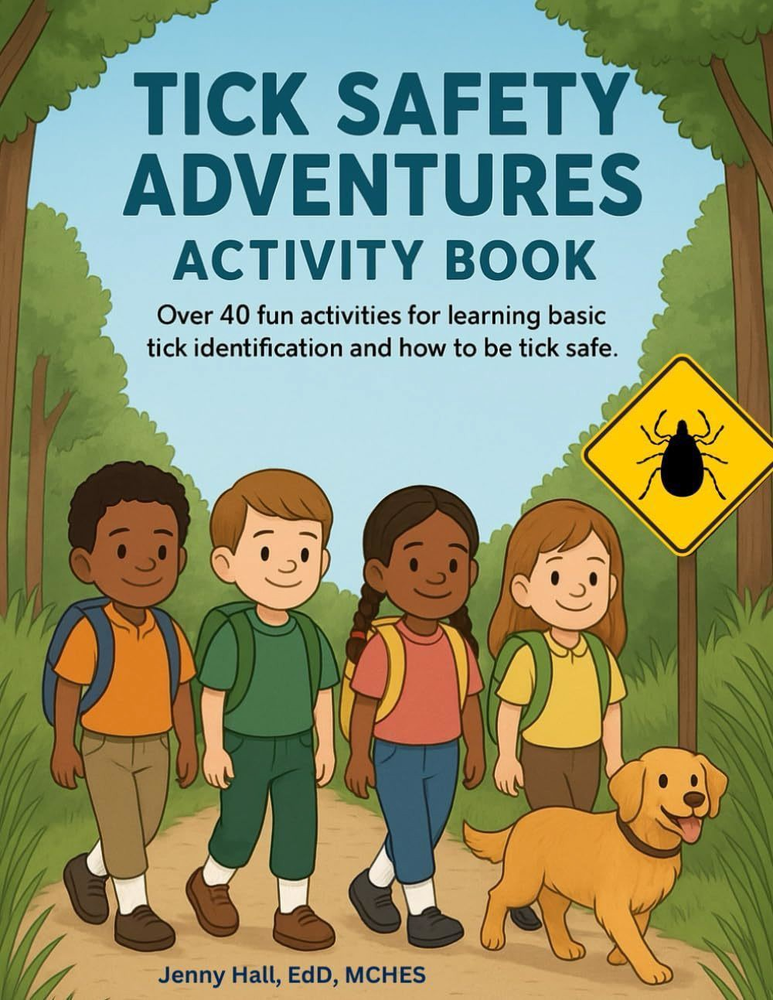 TICK SAFETY
ADVENTURES
ACTIVITY BOOK
Over 40 fun activities for learning basic
tick identification and how to be tick safe.
Jenny Hall, EdD, MCHES